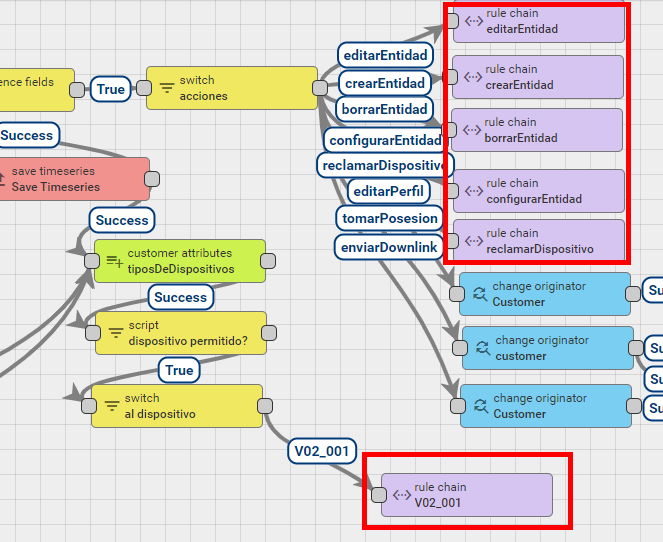 rule chain
editarEntidad
editarEntidad
ence fields
True
switch
acciones
rule chain
crearEntidad
crearEntidad
borrarEntidad
rule chain
borrarEntidad
Success
configurarEntidad
reclamarDispositivo
save timeseries
Save Timeseries
rule chain
configurarEntidad
editarPerfil
Success
tomarPosesion
rule chain
reclamarDispositivo
enviarDownlink
customer attributes
tiposDeDispositivos
change originator
Customer
Su
Success
script
dispositivo permitido?
change originator
customer
Su
True
Su
switch
al dispositivo
change originator
Customer
Su
V02_001
rule chain
V02_001